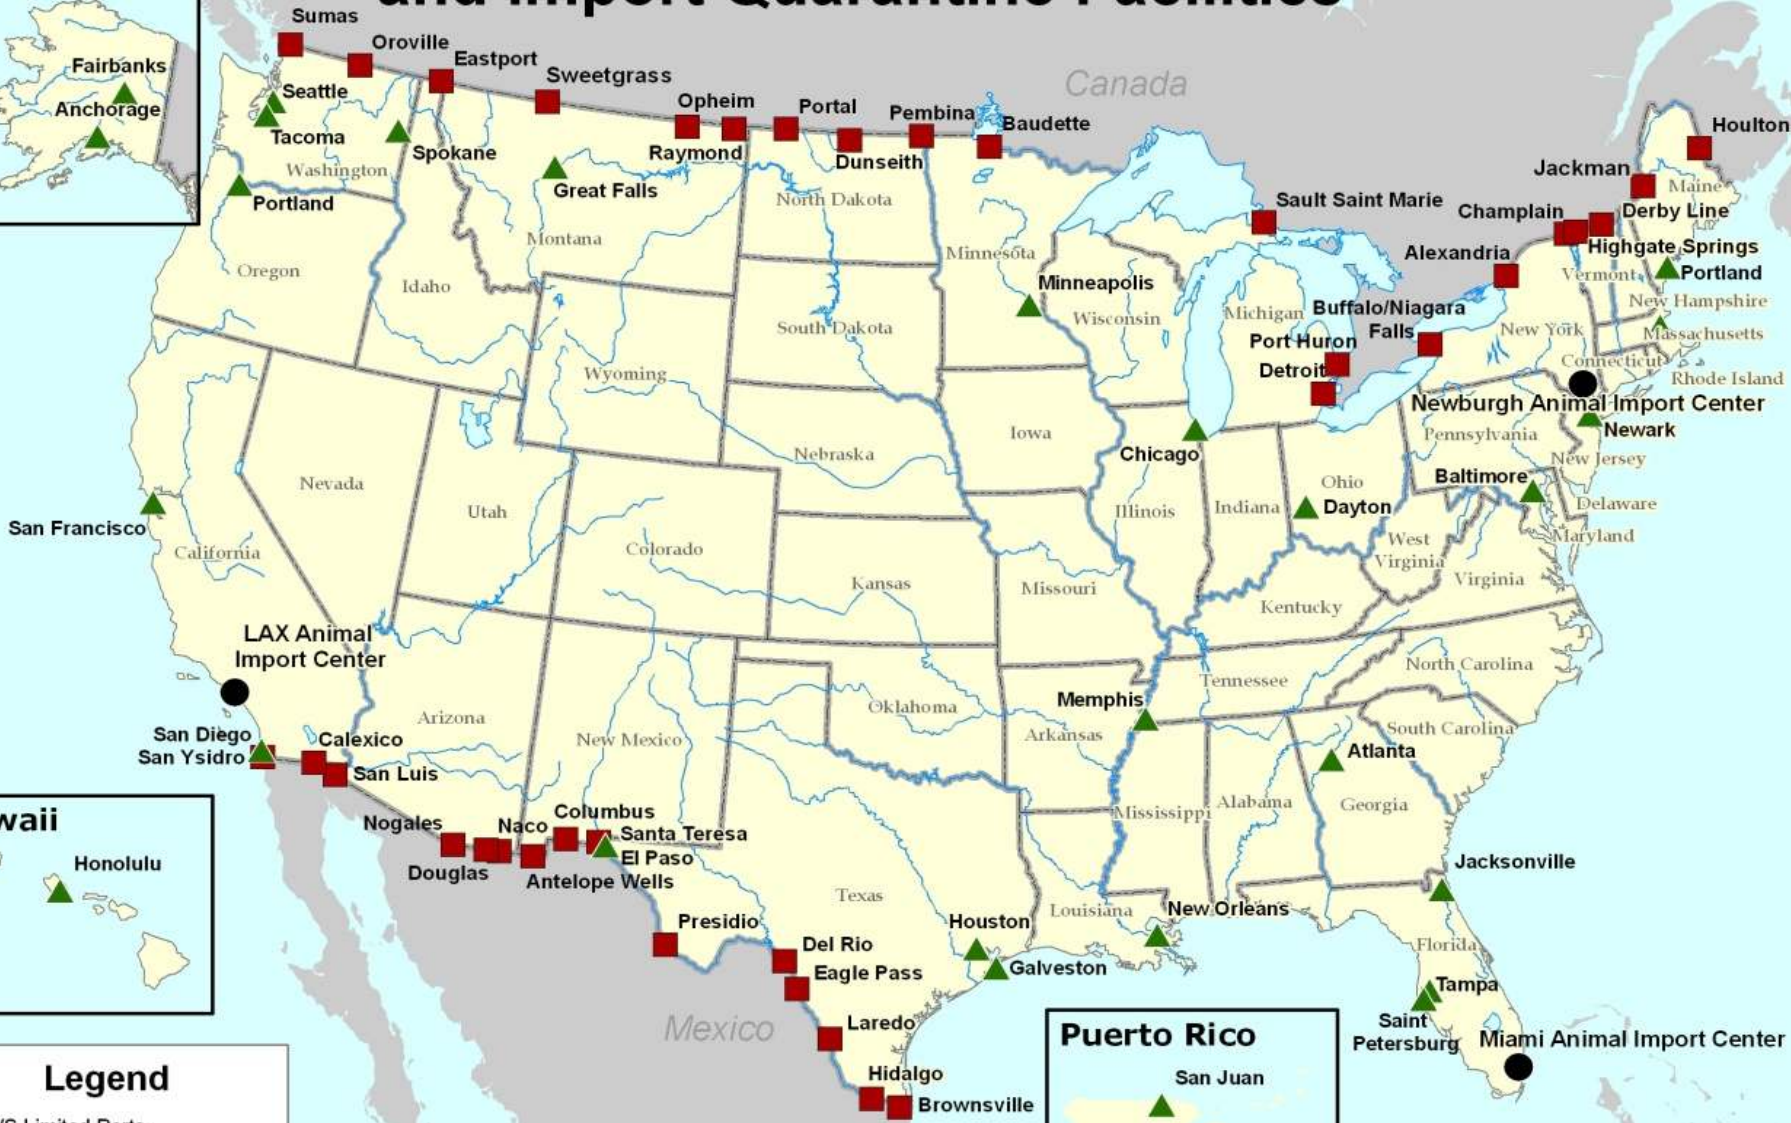 and Import Quarantine Facilities
Sumas
Oroville
Eastport
Sweetgrass
Opheim
Portal
Pembina
Baudette
Canada
Houlton
Fairbanks
Anchorage
Seattle
Tacoma
Spokane
Washington
Portland
Great Falls
Raymond
Dunseith
North Dakota
Montana
Minnesota
Oregon
Idaho
Minneapolis
Wisconsin
Michigan
Sault Saint Marie
Jackman
Maine
Champlain
Derby Line
Highgate Springs
Alexandria
Vermont
Portland
New Hampshire
Buffalo/Niagara
Falls
New York
Massachusetts
Port Huron
Detroit
Connecticut
Rhode Island
Newburgh Animal Import Center
Newark
South Dakota
Wyoming
Iowa
Nebraska
Chicago
Pennsylvania
New Jersey
Nevada
Utah
Colorado
Kansas
Missouri
Illinois
Indiana
Ohio
Dayton
Baltimore
Delaware
Maryland
West
Virginia
Virginia
Kentucky
San Francisco
California
LAX Animal
Import Center
San Diego
San Ysidro
Calexico
San Luis
Arizona
New Mexico
Oklahoma
Arkansas
Memphis
Tennessee
North Carolina
South Carolina
Atlanta
Georgia
Alabama
Mississippi
Nogales
Naco
Columbus
Santa Teresa
El Paso
Douglas
Antelope Wells
Texas
Louisiana
New Orleans
Jacksonville
Presidio
Houston
Galveston
Del Rio
Eagle Pass
Florida
Tampa
Saint
Petersburg
Miami Animal Import Center
Mexico
Laredo
Hidalgo
Brownsville
waii
Honolulu
Puerto Rico
San Juan
Legend